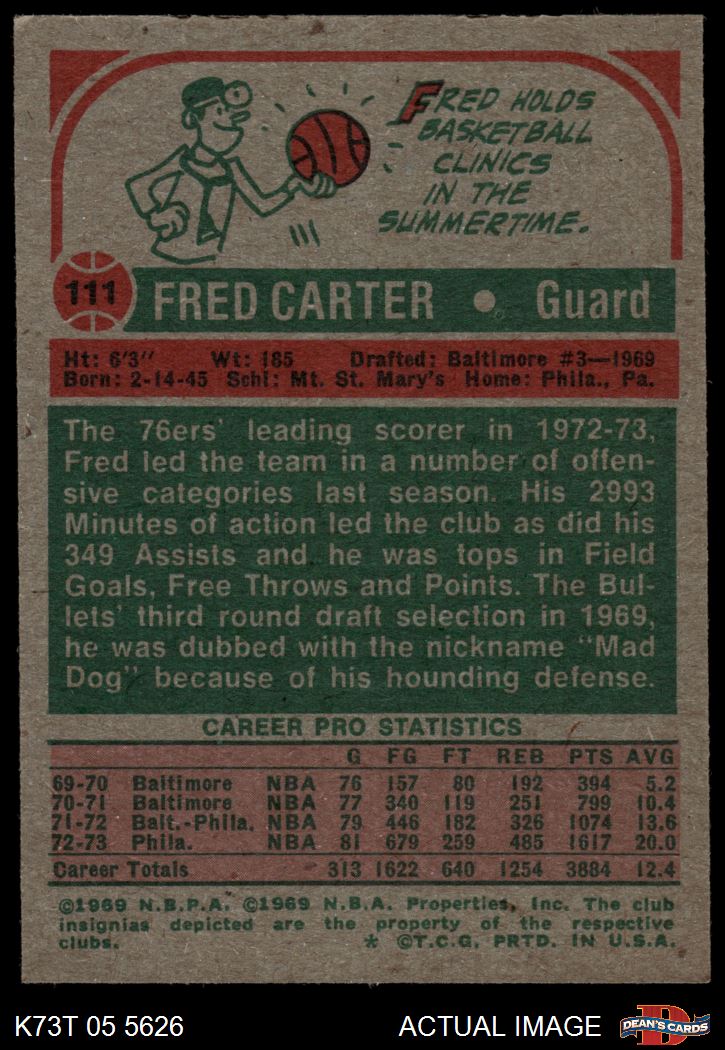 FRED HOLDS
BASKETBALL
CLINICS
IN THE
SUMMERTIME.
111 FRED CARTER • Guard
Ht: 6'3" Wt: 185 Drafted: Baltimore #3—1969
Born: 2-14-45 Schl: Mt. St. Mary's Home: Phila., Pa.
The 76ers' leading scorer in 1972-73,
Fred led the team in a number of offen-
sive categories last season. His 2993
Minutes of action led the club as did his
349 Assists and he was tops in Field
Goals, Free Throws and Points. The Bul-
lets' third round draft selection in 1969,
he was dubbed with the nickname "Mad
Dog" because of his hounding defense.
CAREER PRO STATISTICS
G FG FT REB PTS AVG
69-70 Baltimore NBA 76 157 80 192 394 5.2
70-71 Baltimore NBA 77 340 119 251 799 10.4
71-72 Balt.-Phila. NBA 79 446 182 326 1074 13.6
72-73 Phila. NBA 81 679 259 485 1617 20.0
Career Totals 313 1622 640 1254 3884 12.4
©1969 N.B.P.A. ©1969 N.B.A. Properties, Inc. The club
insignias depicted are the property of the respective
clubs. * ©T.C.G. PRTD. IN U.S.A.
K73T 05 5626 ACTUAL IMAGE D DEAN'S CARDS